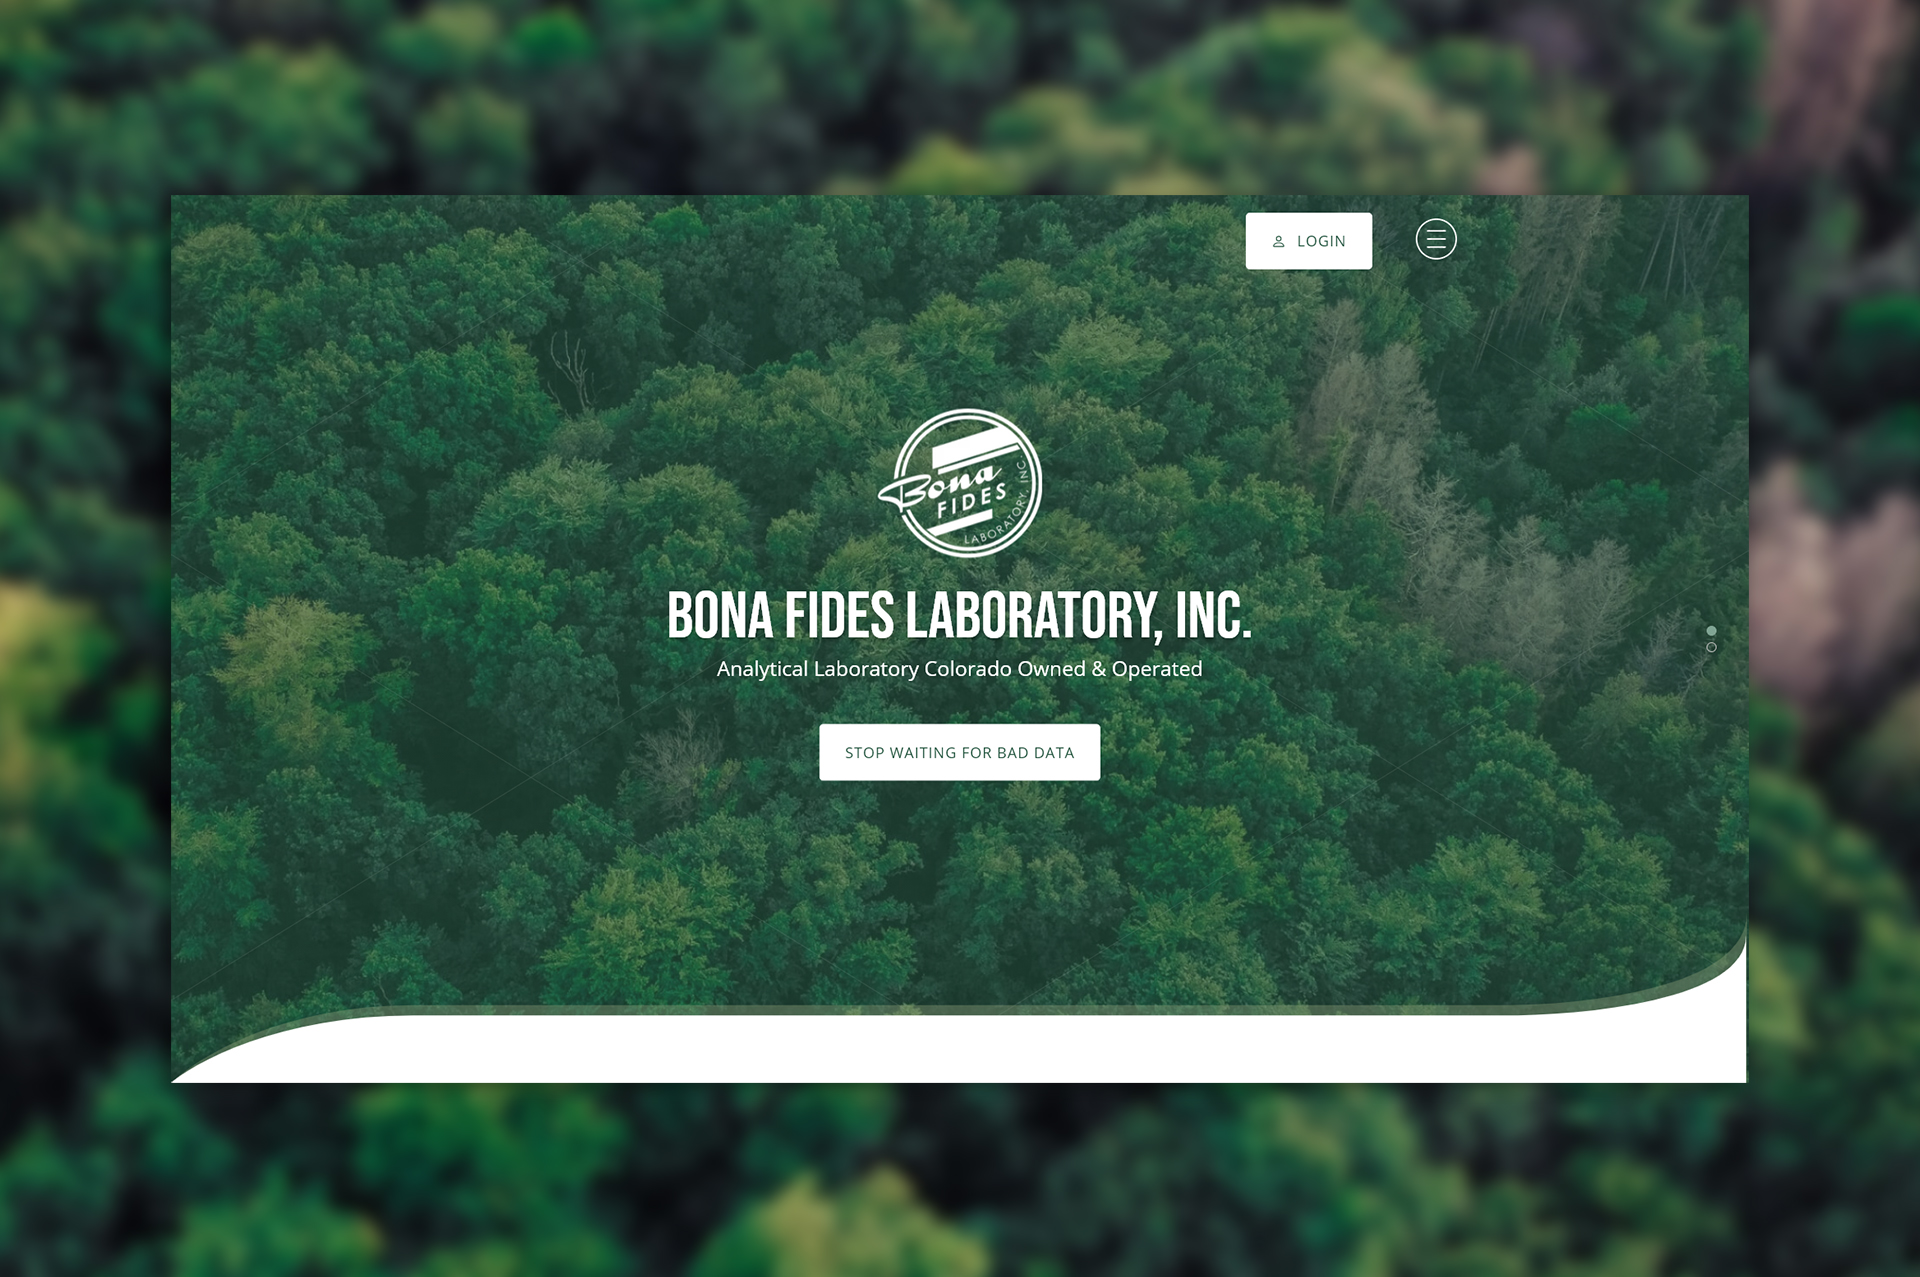 LOGIN
Bona
FIDES
LABORATORY, INC.
BONA FIDES LABORATORY, INC.
Analytical Laboratory Colorado Owned & Operated
STOP WAITING FOR BAD DATA